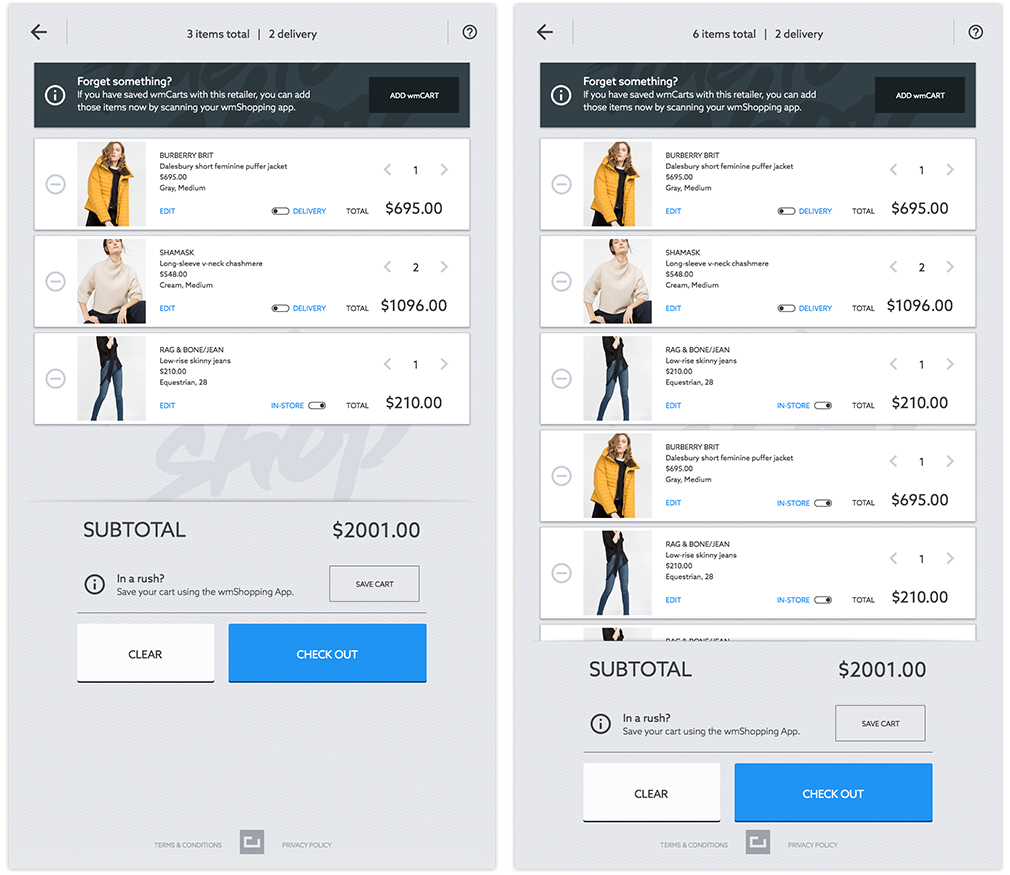 3 items total | 2 delivery
Forget something?
If you have saved wmCarts with this retailer, you can add
those items now by scanning your wmShopping app.
ADD wmCART
BURBERRY BRIT
Dalesbury short feminine puffer jacket
$695.00
Gray, Medium
1
EDIT
DELIVERY
TOTAL
$695.00
SHAMASK
Long-sleeve v-neck chashmere
$548.00
Cream, Medium
2
EDIT
DELIVERY
TOTAL
$1096.00
RAG & BONE/JEAN
Low-rise skinny jeans
$210.00
Equestrian, 28
1
EDIT
IN-STORE
TOTAL
$210.00
shop
SUBTOTAL
$2001.00
In a rush?
Save your cart using the wmShopping App.
SAVE CART
CLEAR
CHECK OUT
TERMS & CONDITIONS
PRIVACY POLICY
6 items total | 2 delivery
Forget something?
If you have saved wmCarts with this retailer, you can add
those items now by scanning your wmShopping app.
ADD wmCART
BURBERRY BRIT
Dalesbury short feminine puffer jacket
$695.00
Gray, Medium
1
EDIT
DELIVERY
TOTAL
$695.00
SHAMASK
Long-sleeve v-neck chashmere
$548.00
Cream, Medium
2
EDIT
DELIVERY
TOTAL
$1096.00
RAG & BONE/JEAN
Low-rise skinny jeans
$210.00
Equestrian, 28
1
EDIT
IN-STORE
TOTAL
$210.00
BURBERRY BRIT
Dalesbury short feminine puffer jacket
$695.00
Gray, Medium
1
EDIT
IN-STORE
TOTAL
$695.00
RAG & BONE/JEAN
Low-rise skinny jeans
$210.00
Equestrian, 28
1
EDIT
IN-STORE
TOTAL
$210.00
RAG & BONE/JEAN
SUBTOTAL
$2001.00
In a rush?
Save your cart using the wmShopping App.
SAVE CART
CLEAR
CHECK OUT
TERMS & CONDITIONS
PRIVACY POLICY